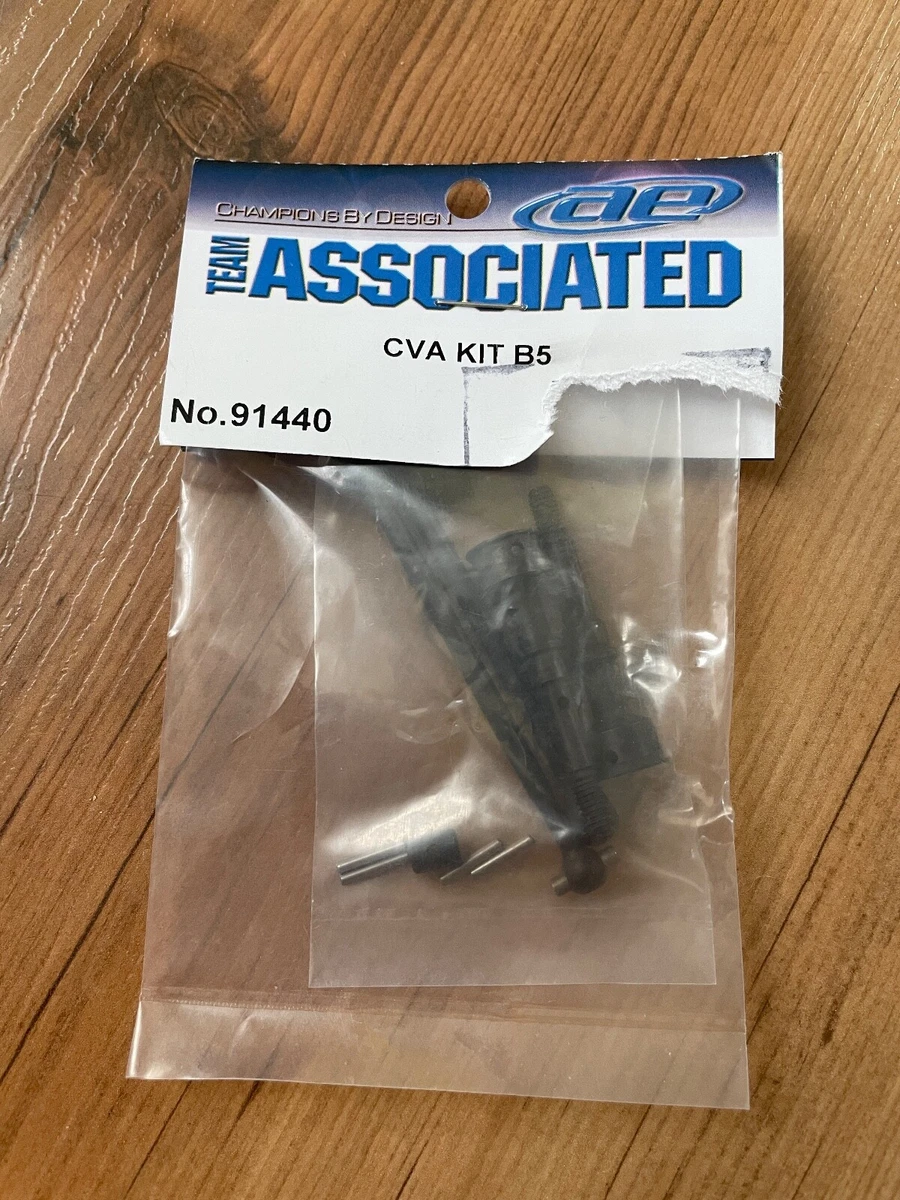 CHAMPIONS BY DESIGN
ae
TEAM ASSOCIATED
CVA KIT B5
No.91440